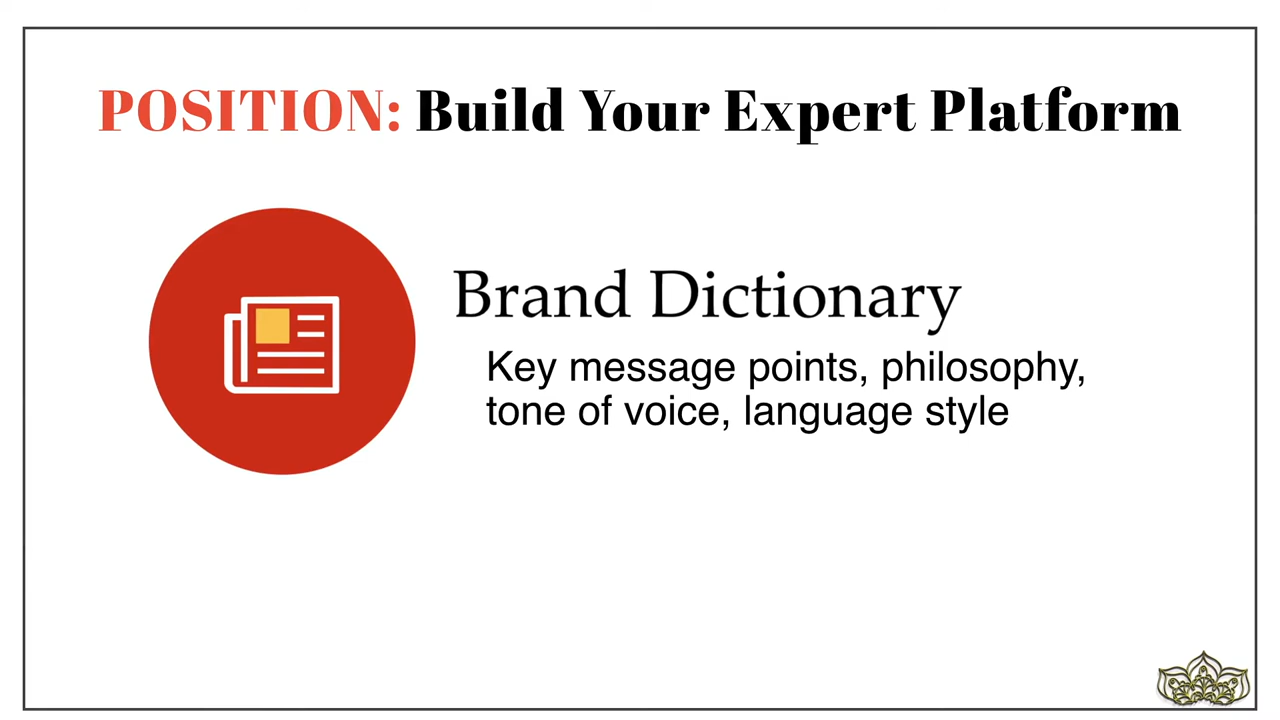 POSITION: Build Your Expert Platform
Brand Dictionary
Key message points, philosophy,
tone of voice, language style